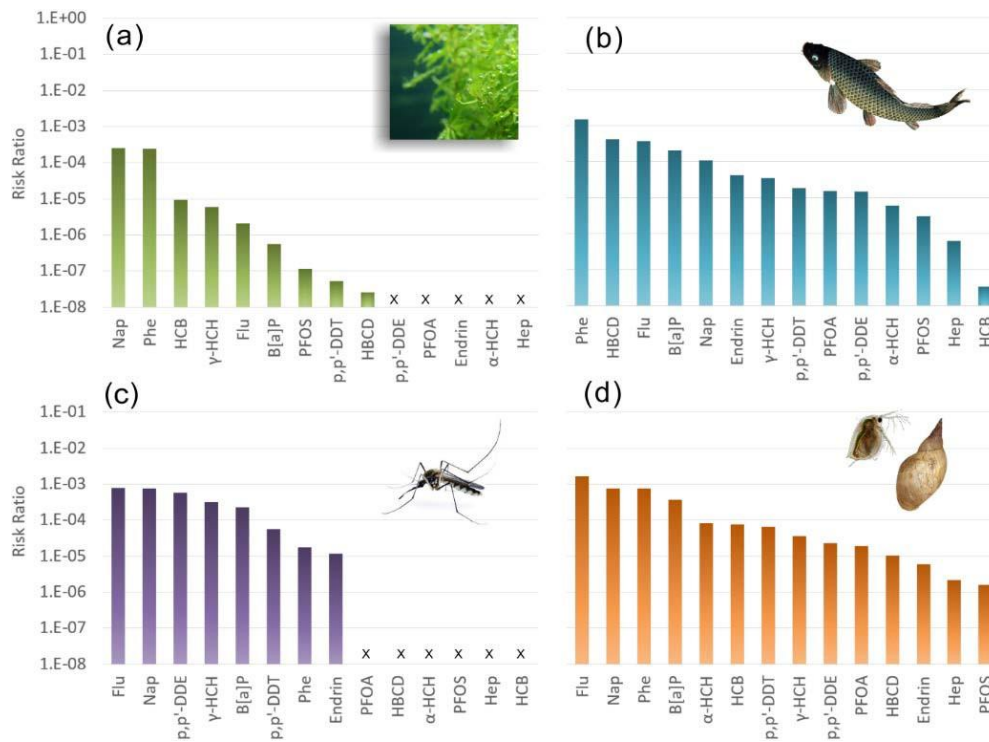 (a)
Risk Ratio
1.E+00
1.E-01
1.E-02
1.E-03
1.E-04
1.E-05
1.E-06
1.E-07
1.E-08
x x x x x
Nap Phe HCB γ-HCH Flu B[a]P PFOS p,p'-DDT HBCD p,p'-DDE PFOA Endrin α-HCH Hep
(b)
Phe HBCD Flu B[a]P Nap Endrin γ-HCH p,p'-DDT PFOA p,p'-DDE α-HCH PFOS Hep HCB
(c)
Risk Ratio
1.E-01
1.E-02
1.E-03
1.E-04
1.E-05
1.E-06
1.E-07
1.E-08
x x x x x x
Flu Nap p,p'-DDE γ-HCH B[a]P p,p'-DDT Phe Endrin PFOA HBCD α-HCH PFOS Hep HCB
(d)
Flu Nap Phe B[a]P α-HCH HCB p,p'-DDT γ-HCH p,p'-DDE PFOA HBCD Endrin Hep PFOS